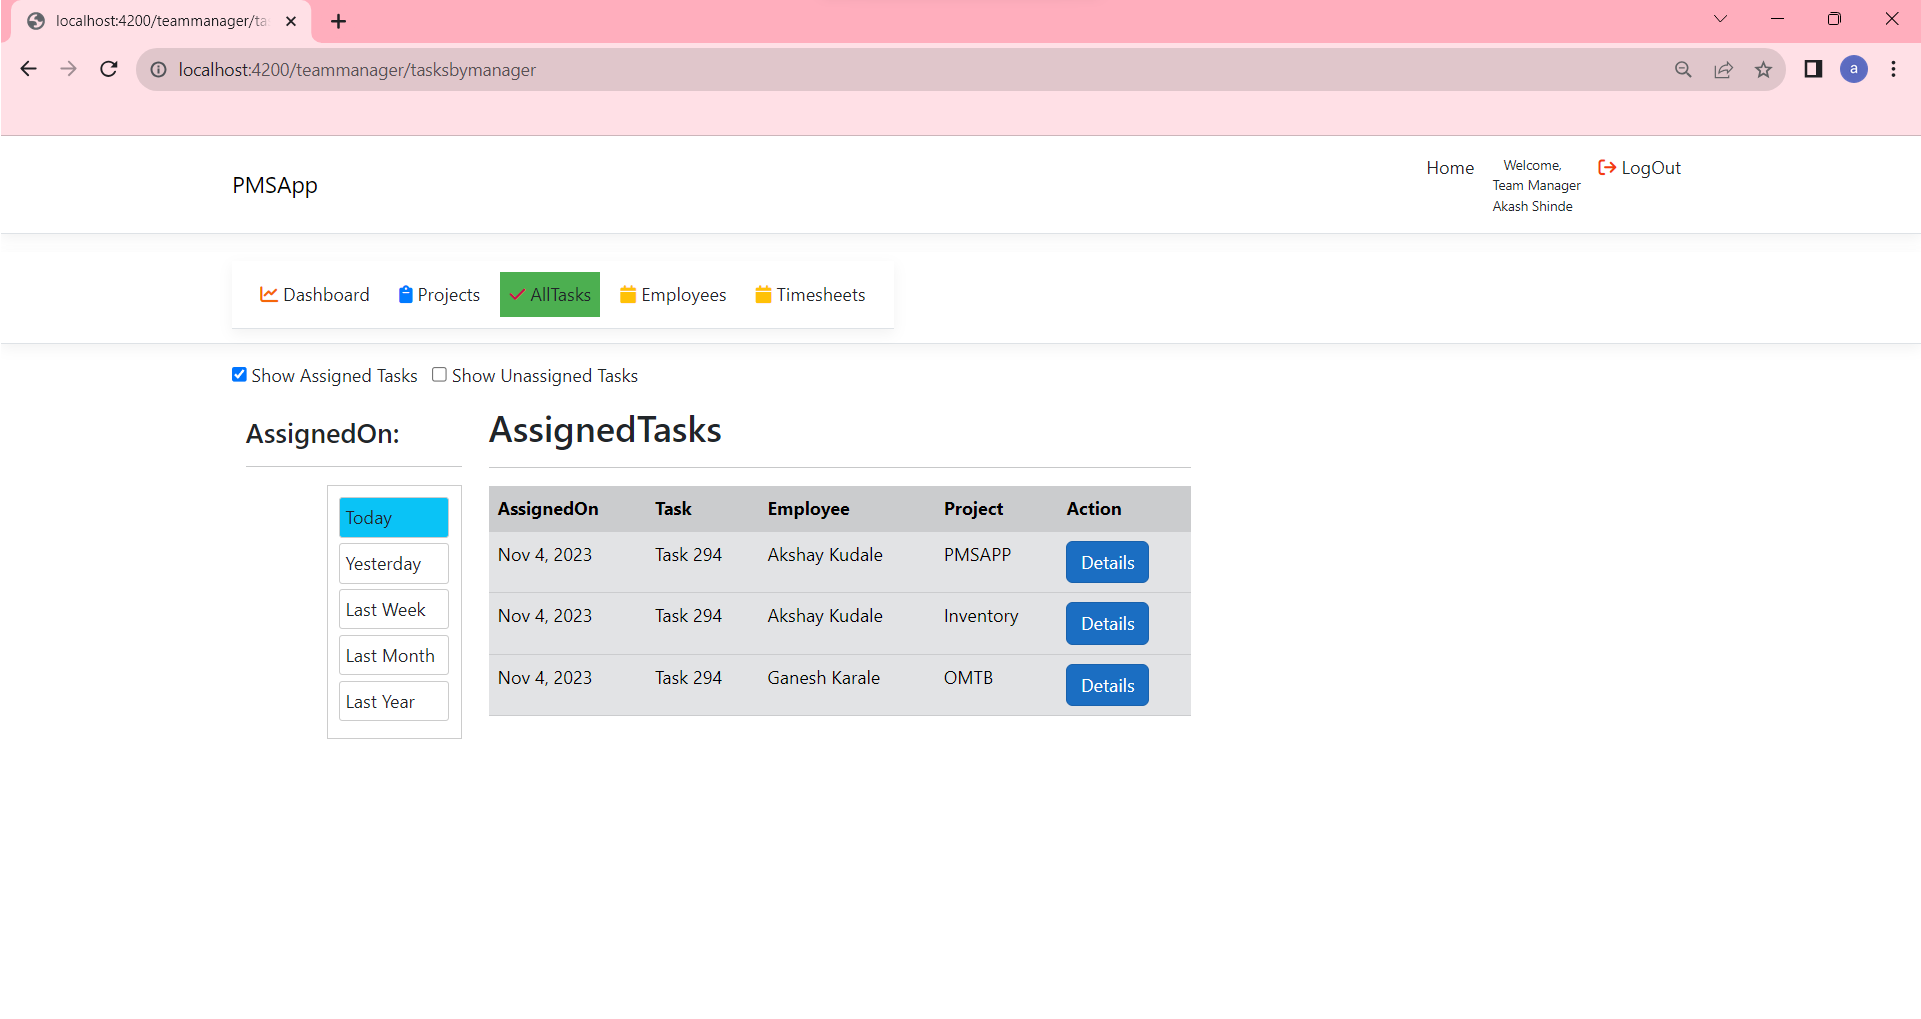 localhost:4200/teammanager/ta
localhost:4200/teammanager/tasksbymanager
a
PMSApp
Home
Welcome,
Team Manager
Akash Shinde
LogOut
Dashboard
Projects
AllTasks
Employees
Timesheets
Show Assigned Tasks
Show Unassigned Tasks
AssignedOn:
Today
Yesterday
Last Week
Last Month
Last Year
AssignedTasks
AssignedOn Task Employee Project Action
Nov 4, 2023 Task 294 Akshay Kudale PMSAPP Details
Nov 4, 2023 Task 294 Akshay Kudale Inventory Details
Nov 4, 2023 Task 294 Ganesh Karale OMTB Details